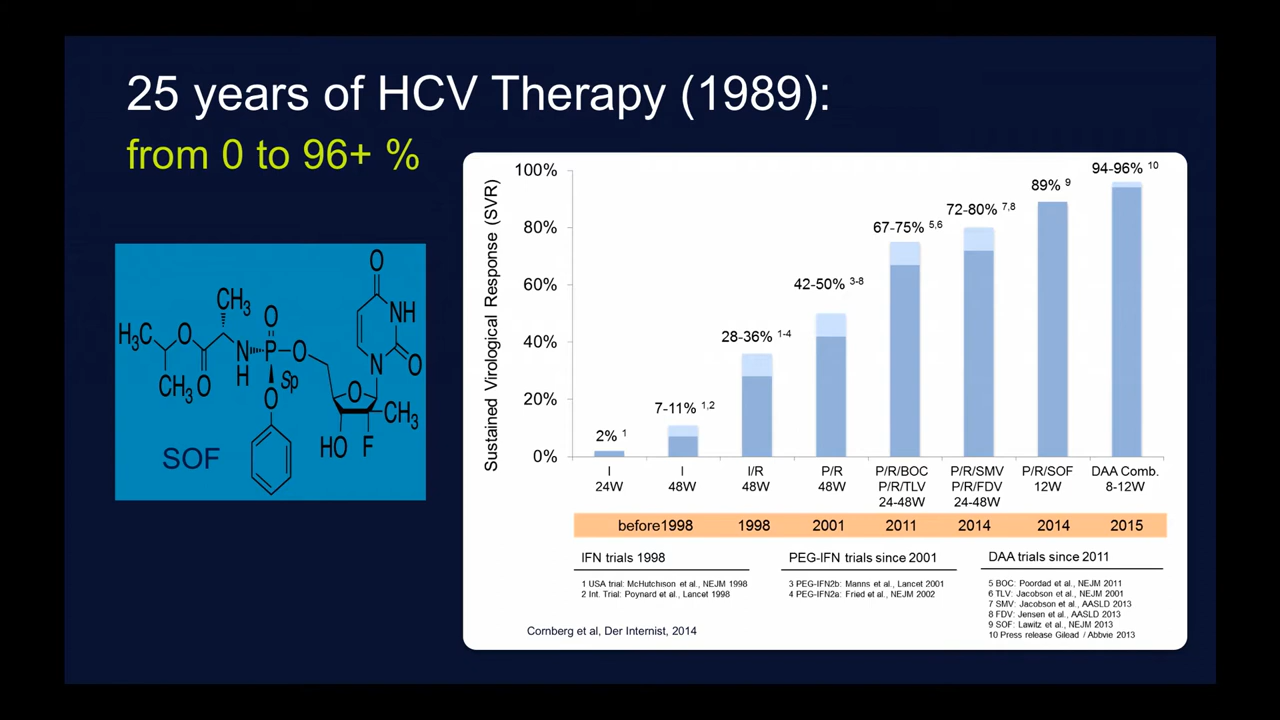 25 years of HCV Therapy (1989):
from 0 to 96+ %
O
CH3
O
NH
H3C
O
N
P
O
N
O
H
Sp
CH3
O
O
O
CH3
HO
F
SOF
Sustained Virological Response (SVR)
100%
80%
60%
40%
20%
0%
2% 1
7-11% 1,2
28-36% 1-4
42-50% 3-8
67-75% 5,6
72-80% 7,8
89% 9
94-96% 10
I
24W
I
48W
I/R
48W
P/R
48W
P/R/BOC
P/R/TLV
24-48W
P/R/SMV
P/R/FDV
24-48W
P/R/SOF
12W
DAA Comb.
8-12W
before1998 1998 2001 2011 2014 2014 2015
IFN trials 1998
1 USA trial: McHutchison et al., NEJM 1998
2 Int. Trial: Poynard et al., Lancet 1998
PEG-IFN trials since 2001
3 PEG-IFN2b: Manns et al., Lancet 2001
4 PEG-IFN2a: Fried et al., NEJM 2002
DAA trials since 2011
5 BOC: Poordad et al., NEJM 2011
6 TLV: Jacobson et al., NEJM 2001
7 SMV: Jacobson et al., AASLD 2013
8 FDV: Jensen et al., AASLD 2013
9 SOF: Lawitz et al., NEJM 2013
10 Press release Gilead / Abbvie 2013
Cornberg et al, Der Internist, 2014